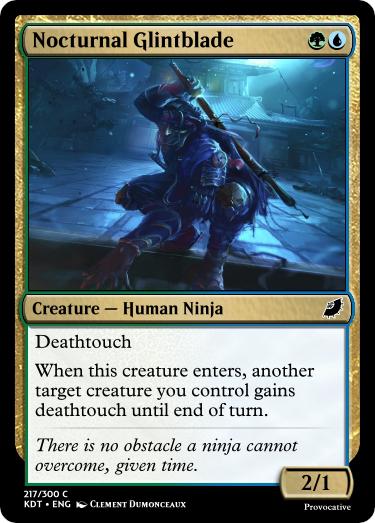 Nocturnal Glintblade
Creature — Human Ninja
Deathtouch
When this creature enters, another
target creature you control gains
deathtouch until end of turn.
There is no obstacle a ninja cannot
overcome, given time.
2/1
217/300 C
KDT • ENG Clement Dumonceaux
Provocative